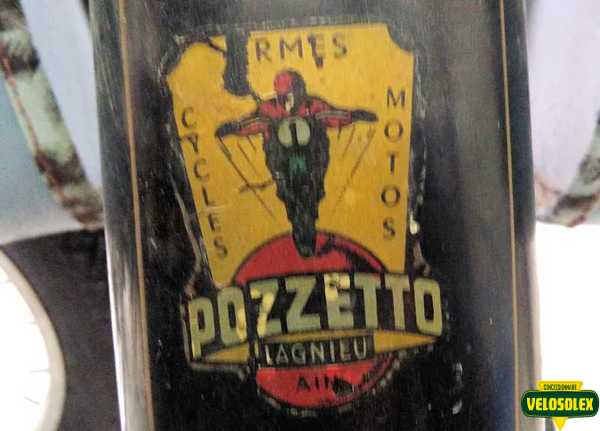 RMES
CYCLES
MOTOS
POZZETTO
LAGNIEU
AIN
CONCESSIONNAIRE
VELOSOLEX